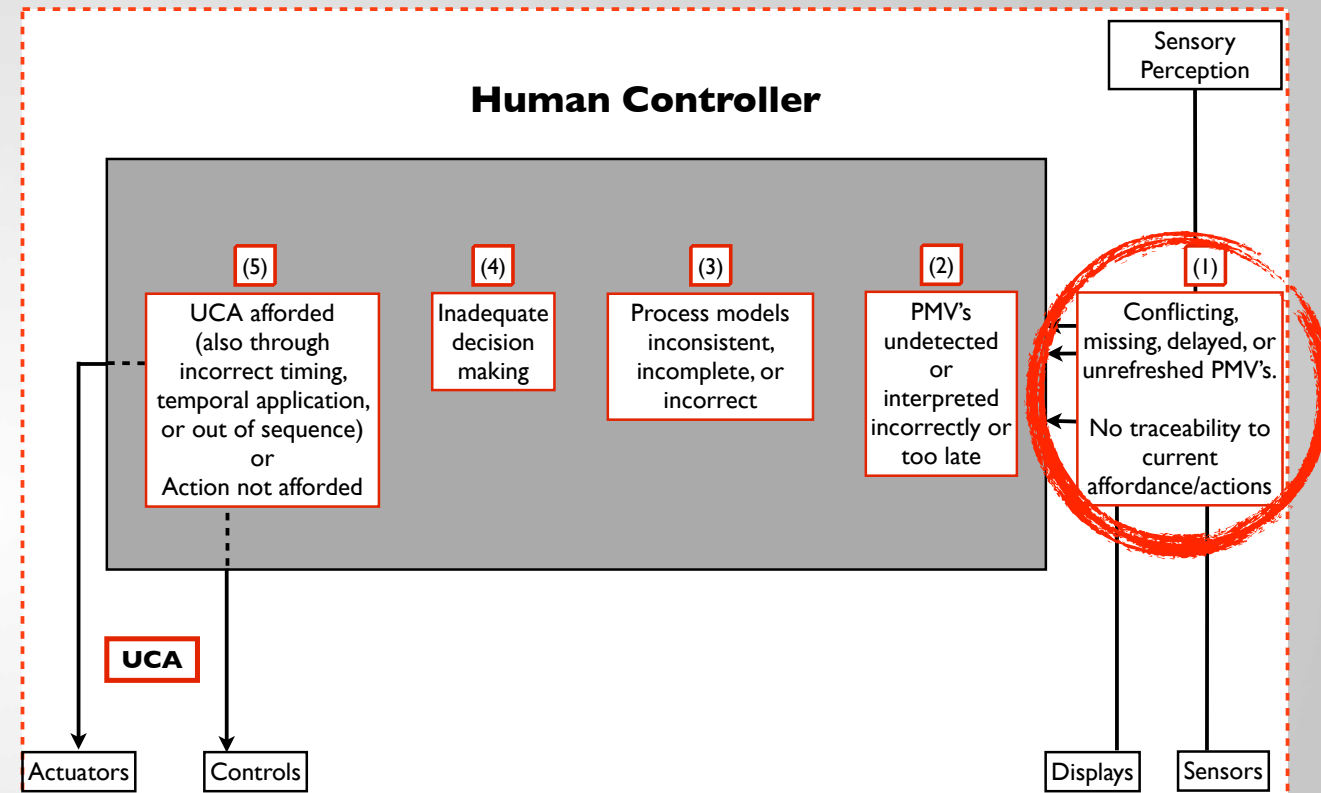 Sensory
Perception
Human Controller
(5)
UCA afforded
(also through
incorrect timing,
temporal application,
or out of sequence)
or
Action not afforded
(4)
Inadequate
decision
making
(3)
Process models
inconsistent,
incomplete, or
incorrect
(2)
PMV's
undetected
or
interpreted
incorrectly or
too late
(1)
Conflicting,
missing, delayed, or
unrefreshed PMV's.
No traceability to
current
affordance/actions
UCA
Actuators
Controls
Displays
Sensors